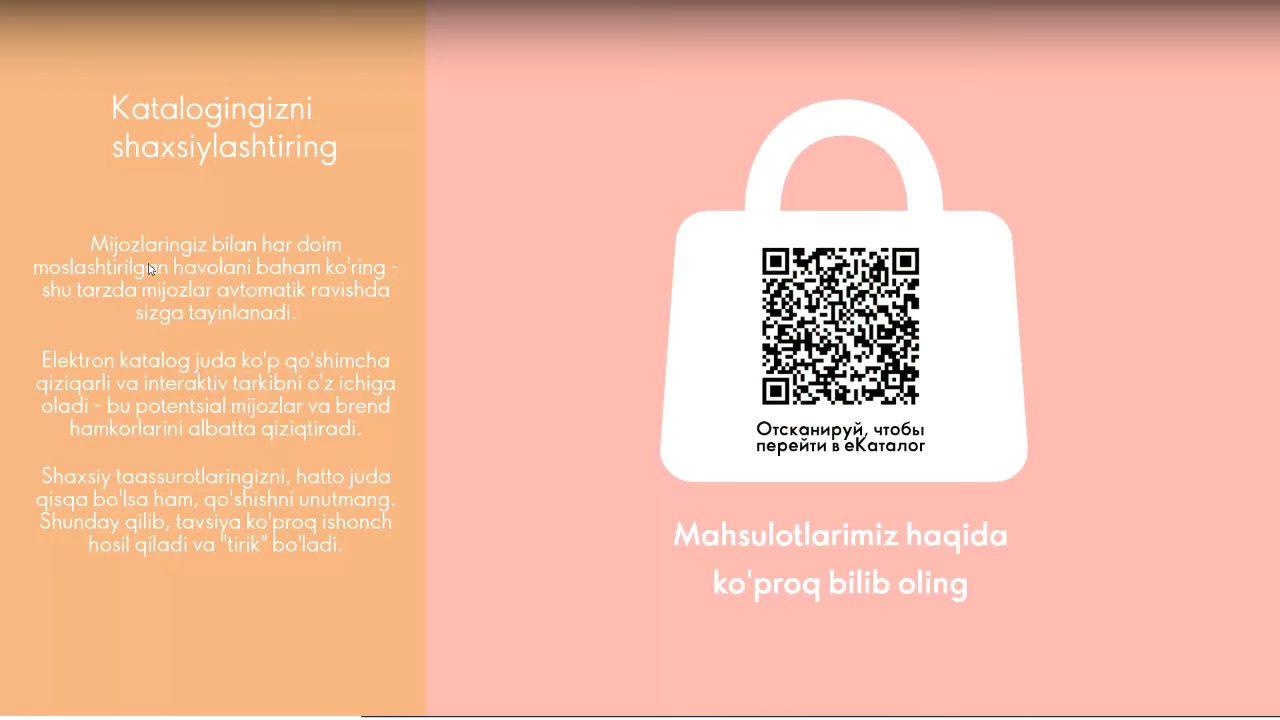 Katalogingizni
shaxsiylashtiring
Mijozlaringiz bilan har doim
moslashtirilgan havolani baham ko'ring -
shu tarzda mijozlar avtomatik ravishda
sizga tayinlanadi.
Elektron katalog juda ko'p qo'shimcha
qiziqarli va interaktiv tarkibni o'z ichiga
oladi - bu potentsial mijozlar va brend
hamkorlarini albatta qiziqtiradi.
Shaxsiy taassurotlaringizni, hatto juda
qisqa bo'lsa ham, qo'shishni unutmang.
Shunday qilib, tavsiya ko'proq ishonch
hosil qiladi va "tirik" bo'ladi.
Отсканируй, чтобы
перейти в еКаталог
Mahsulotlarimiz haqida
ko'proq bilib oling